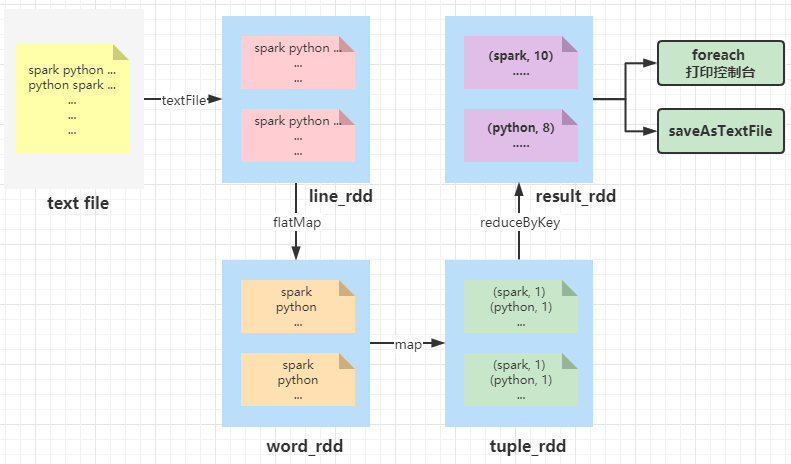 spark python ...
python spark ...
...
...
...
text file
textFile
spark python ...
...
...
spark python ...
...
...
line_rdd
flatMap
spark
python
...
spark
python
...
word_rdd
map
(spark, 1)
(python, 1)
...
(spark, 1)
(python, 1)
...
tuple_rdd
reduceByKey
(spark, 10)
.....
(python, 8)
.....
result_rdd
foreach
打印控制台
saveAsTextFile